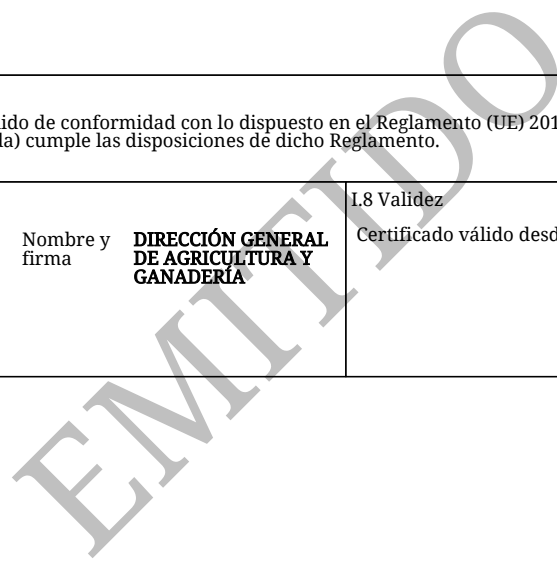 ido de conformidad con lo dispuesto en el Reglamento (UE) 201
la) cumple las disposiciones de dicho Reglamento.
I.8 Validez
Nombre y
firma
DIRECCIÓN GENERAL
DE AGRICULTURA Y
GANADERÍA
Certificado válido desd
EMITIDO